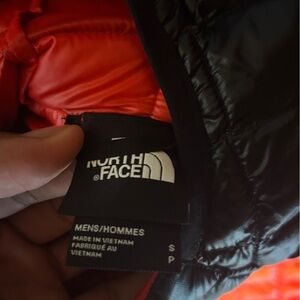 NORTH
FACE
®
MENS/HOMMES
MADE IN VIETNAM
FABRIQUÉ AU
VIETNAM
S
P